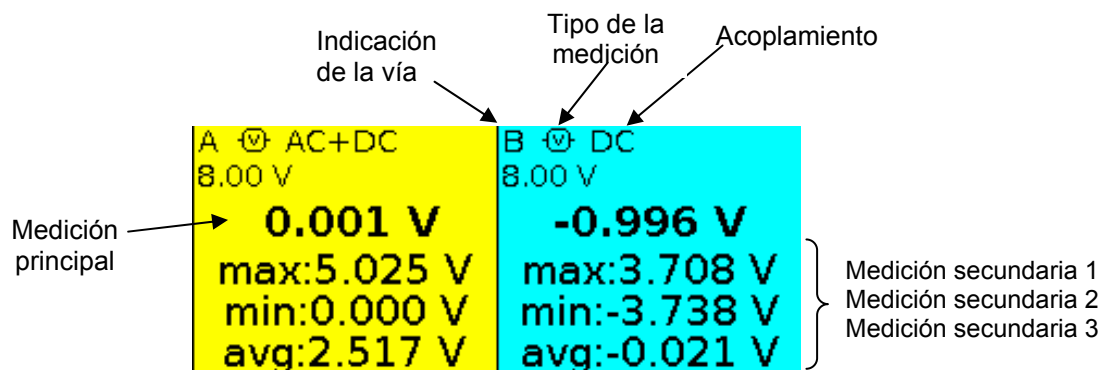 Indicación
de la vía
Tipo de la
medición
Acoplamiento
A V AC+DC
8.00 V
0.001 V
max:5.025 V
min:0.000 V
avg:2.517 V
B V DC
8.00 V
-0.996 V
max:3.708 V
min:-3.738 V
avg:-0.021 V
Medición
principal
Medición secundaria 1
Medición secundaria 2
Medición secundaria 3